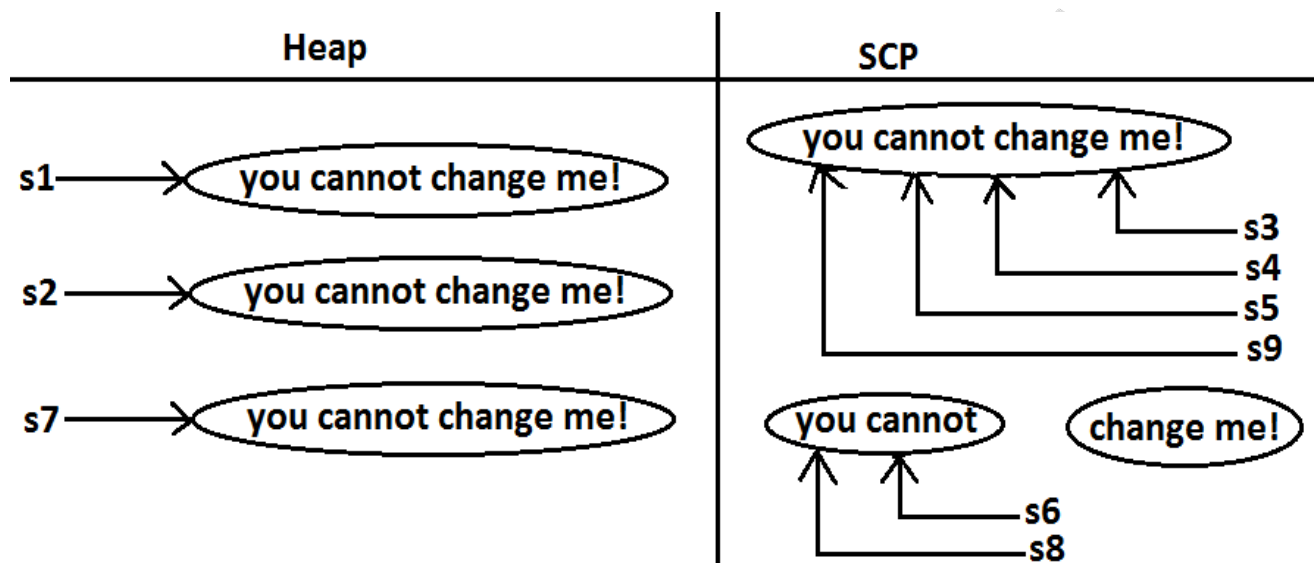 Heap
SCP
s1
you cannot change me!
s2
you cannot change me!
s7
you cannot change me!
you cannot change me!
s3
s4
s5
s9
you cannot
change me!
s6
s8